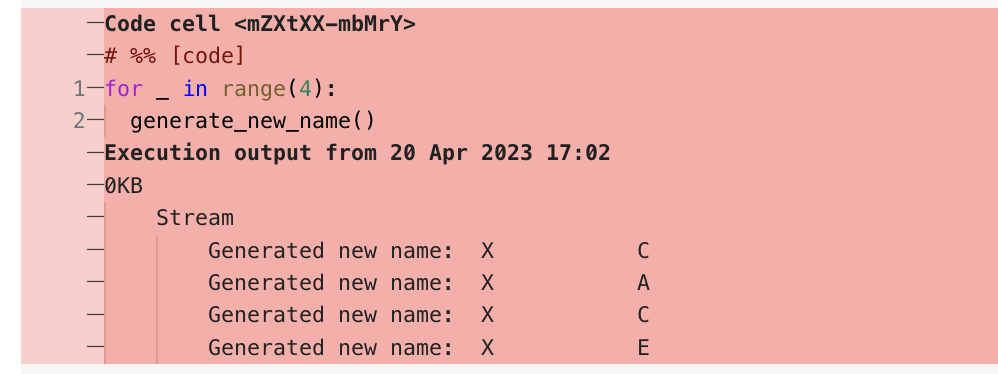 Code cell <mZXtXX-mbMrY>
# %% [code]
1 for _ in range(4):
2 generate_new_name()
Execution output from 20 Apr 2023 17:02
0KB
Stream
Generated new name: X C
Generated new name: X A
Generated new name: X C
Generated new name: X E